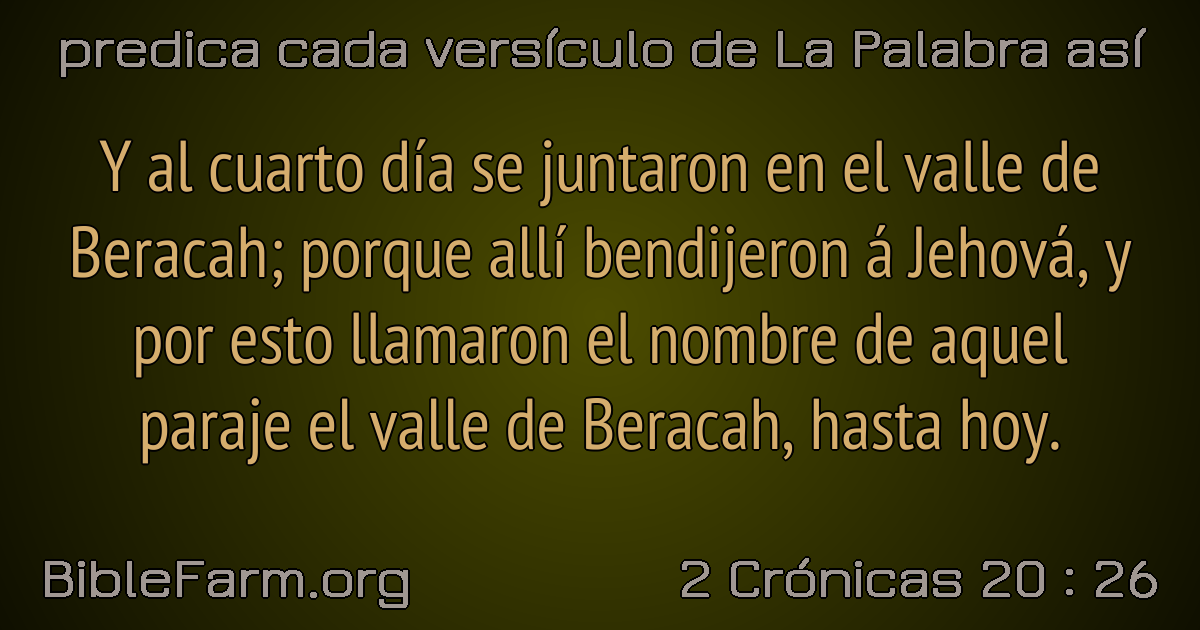 predica cada versículo de La Palabra así
Y al cuarto día se juntaron en el valle de
Beracah; porque allí bendijeron á Jehová, y
por esto llamaron el nombre de aquel
paraje el valle de Beracah, hasta hoy.
BibleFarm.org
2 Crónicas 20 : 26